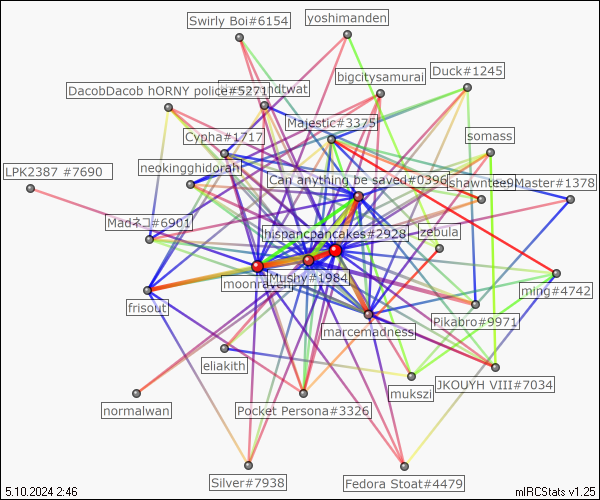 Swirly Boi#6154
yoshimanden
Duck#1245
bigcitysamurai
DacobDacob hORNY police#5271
ndtwat
Majestic#3375
Cypha#1717
somass
neokingghidorah
LPK2387 #7690
Can anything be saved#0396
shawntee9
Master#1378
Madネコ#6901
hispancpancakes#2928
zebula
moonraven
Mushy#1984
ming#4742
frisout
marcemadness
Pikabro#9971
eliakith
JKOUYH VIII#7034
mukszi
normalwan
Pocket Persona#3326
Silver#7938
Fedora Stoat#4479
5.10.2024 2:46
mIRCStats v1.25